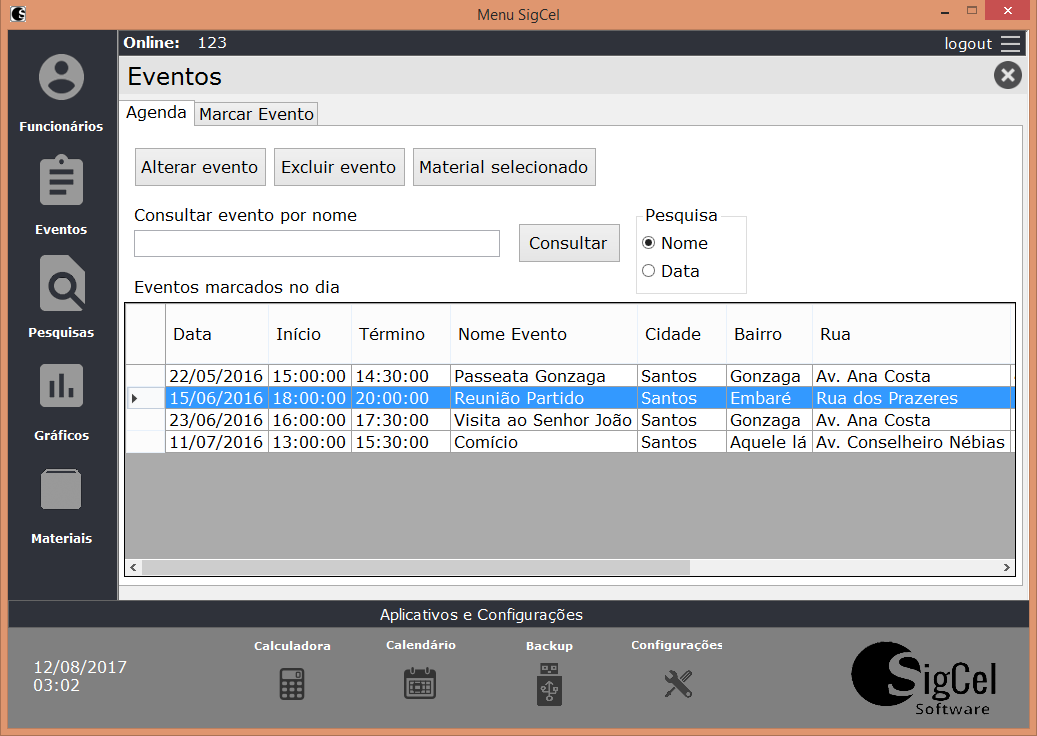 Menu SigCel
Online: 123
logout
Eventos
Funcionários
Eventos
Pesquisas
Gráficos
Materiais
Agenda
Marcar Evento
Alterar evento
Excluir evento
Material selecionado
Consultar evento por nome
Consultar
Pesquisa
Nome
Data
Eventos marcados no dia
Data Início Término Nome Evento Cidade Bairro Rua
22/05/2016 15:00:00 14:30:00 Passeata Gonzaga Santos Gonzaga Av. Ana Costa
15/06/2016 18:00:00 20:00:00 Reunião Partido Santos Embaré Rua dos Prazeres
23/06/2016 16:00:00 17:30:00 Visita ao Senhor João Santos Gonzaga Av. Ana Costa
11/07/2016 13:00:00 15:30:00 Comício Santos Aquele lá Av. Conselheiro Nébias
Aplicativos e Configurações
12/08/2017
03:02
Calculadora
Calendário
Backup
Configurações
SigCel
Software